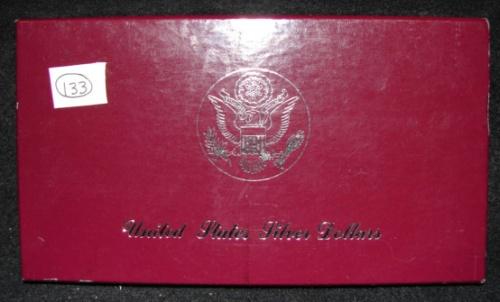 133
United States Silver Dollars